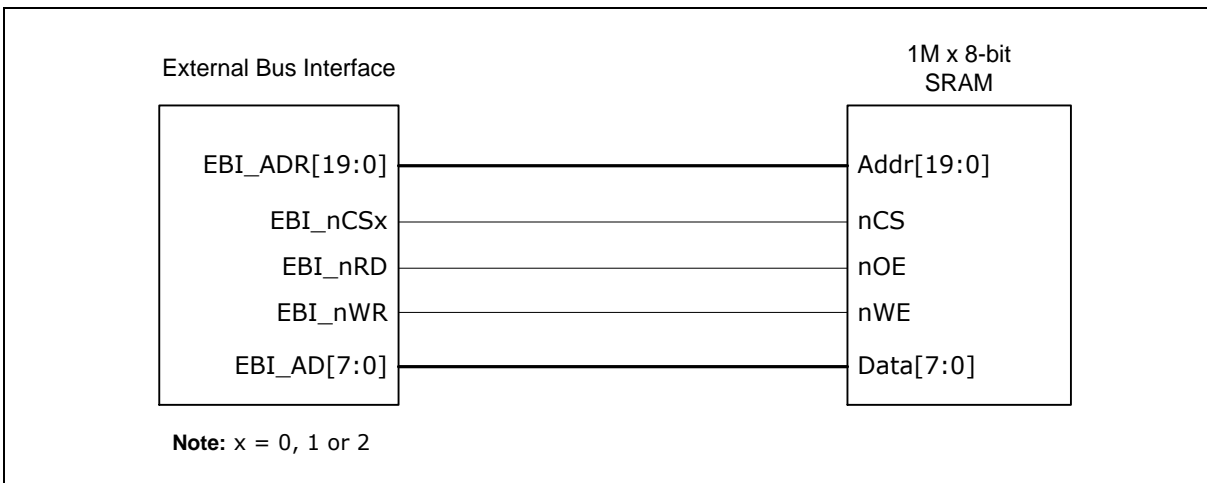 External Bus Interface
1M x 8-bit
SRAM
EBI_ADR[19:0]
Addr[19:0]
EBI_nCSx
nCS
EBI_nRD
nOE
EBI_nWR
nWE
EBI_AD[7:0]
Data[7:0]
Note: x = 0, 1 or 2